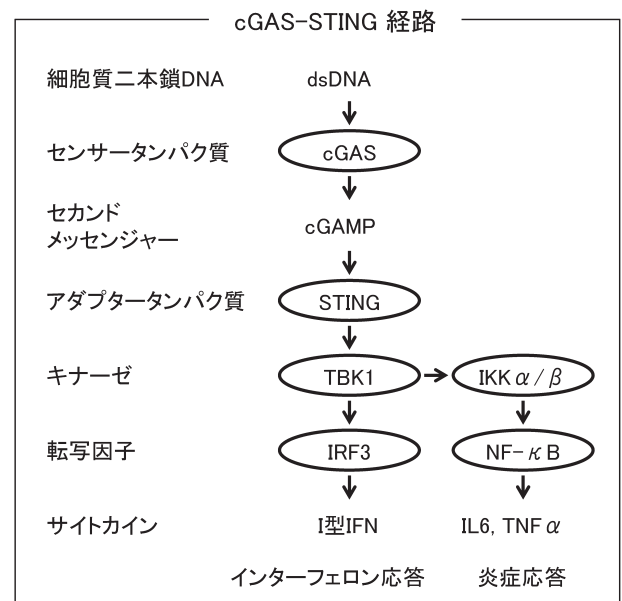 cGAS-STING 経路
細胞質二本鎖DNA dsDNA
センサータンパク質 cGAS
セカンド
メッセンジャー cGAMP
アダプタータンパク質 STING
キナーゼ TBK1 IKKα/β
転写因子 IRF3 NF-κB
サイトカイン I型IFN IL6, TNFα
インターフェロン応答 炎症応答